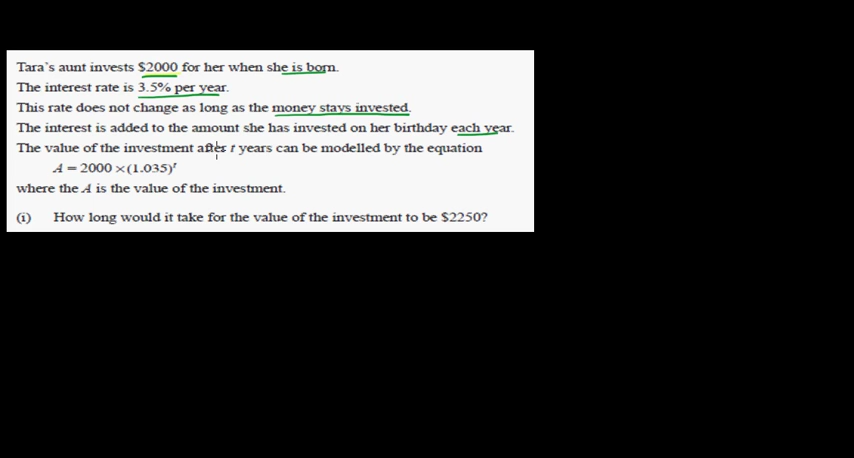 Tara's aunt invests $2000 for her when she is born.
The interest rate is 3.5% per year.
This rate does not change as long as the money stays invested.
The interest is added to the amount she has invested on her birthday each year.
The value of the investment after t years can be modelled by the equation
A = 2000 ×(1.035)ᵗ
where the A is the value of the investment.
(i) How long would it take for the value of the investment to be $2250?